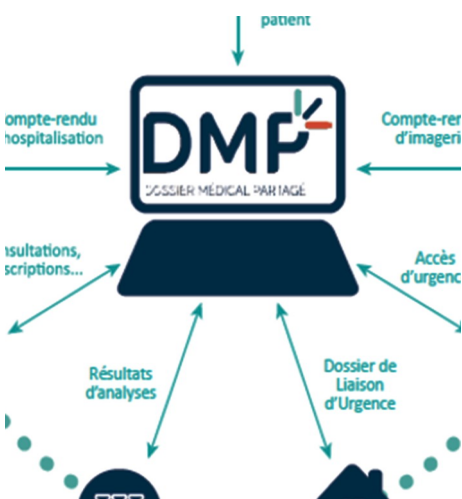 patient
ompte-rendu
hospitalisation
Compte-ren
d'imageri
DMP
DOSSIER MÉDICAL PARTAGÉ
nsultations,
scriptions...
Accès
d'urgenc
Résultats
d'analyses
Dossier de
Liaison
d'Urgence